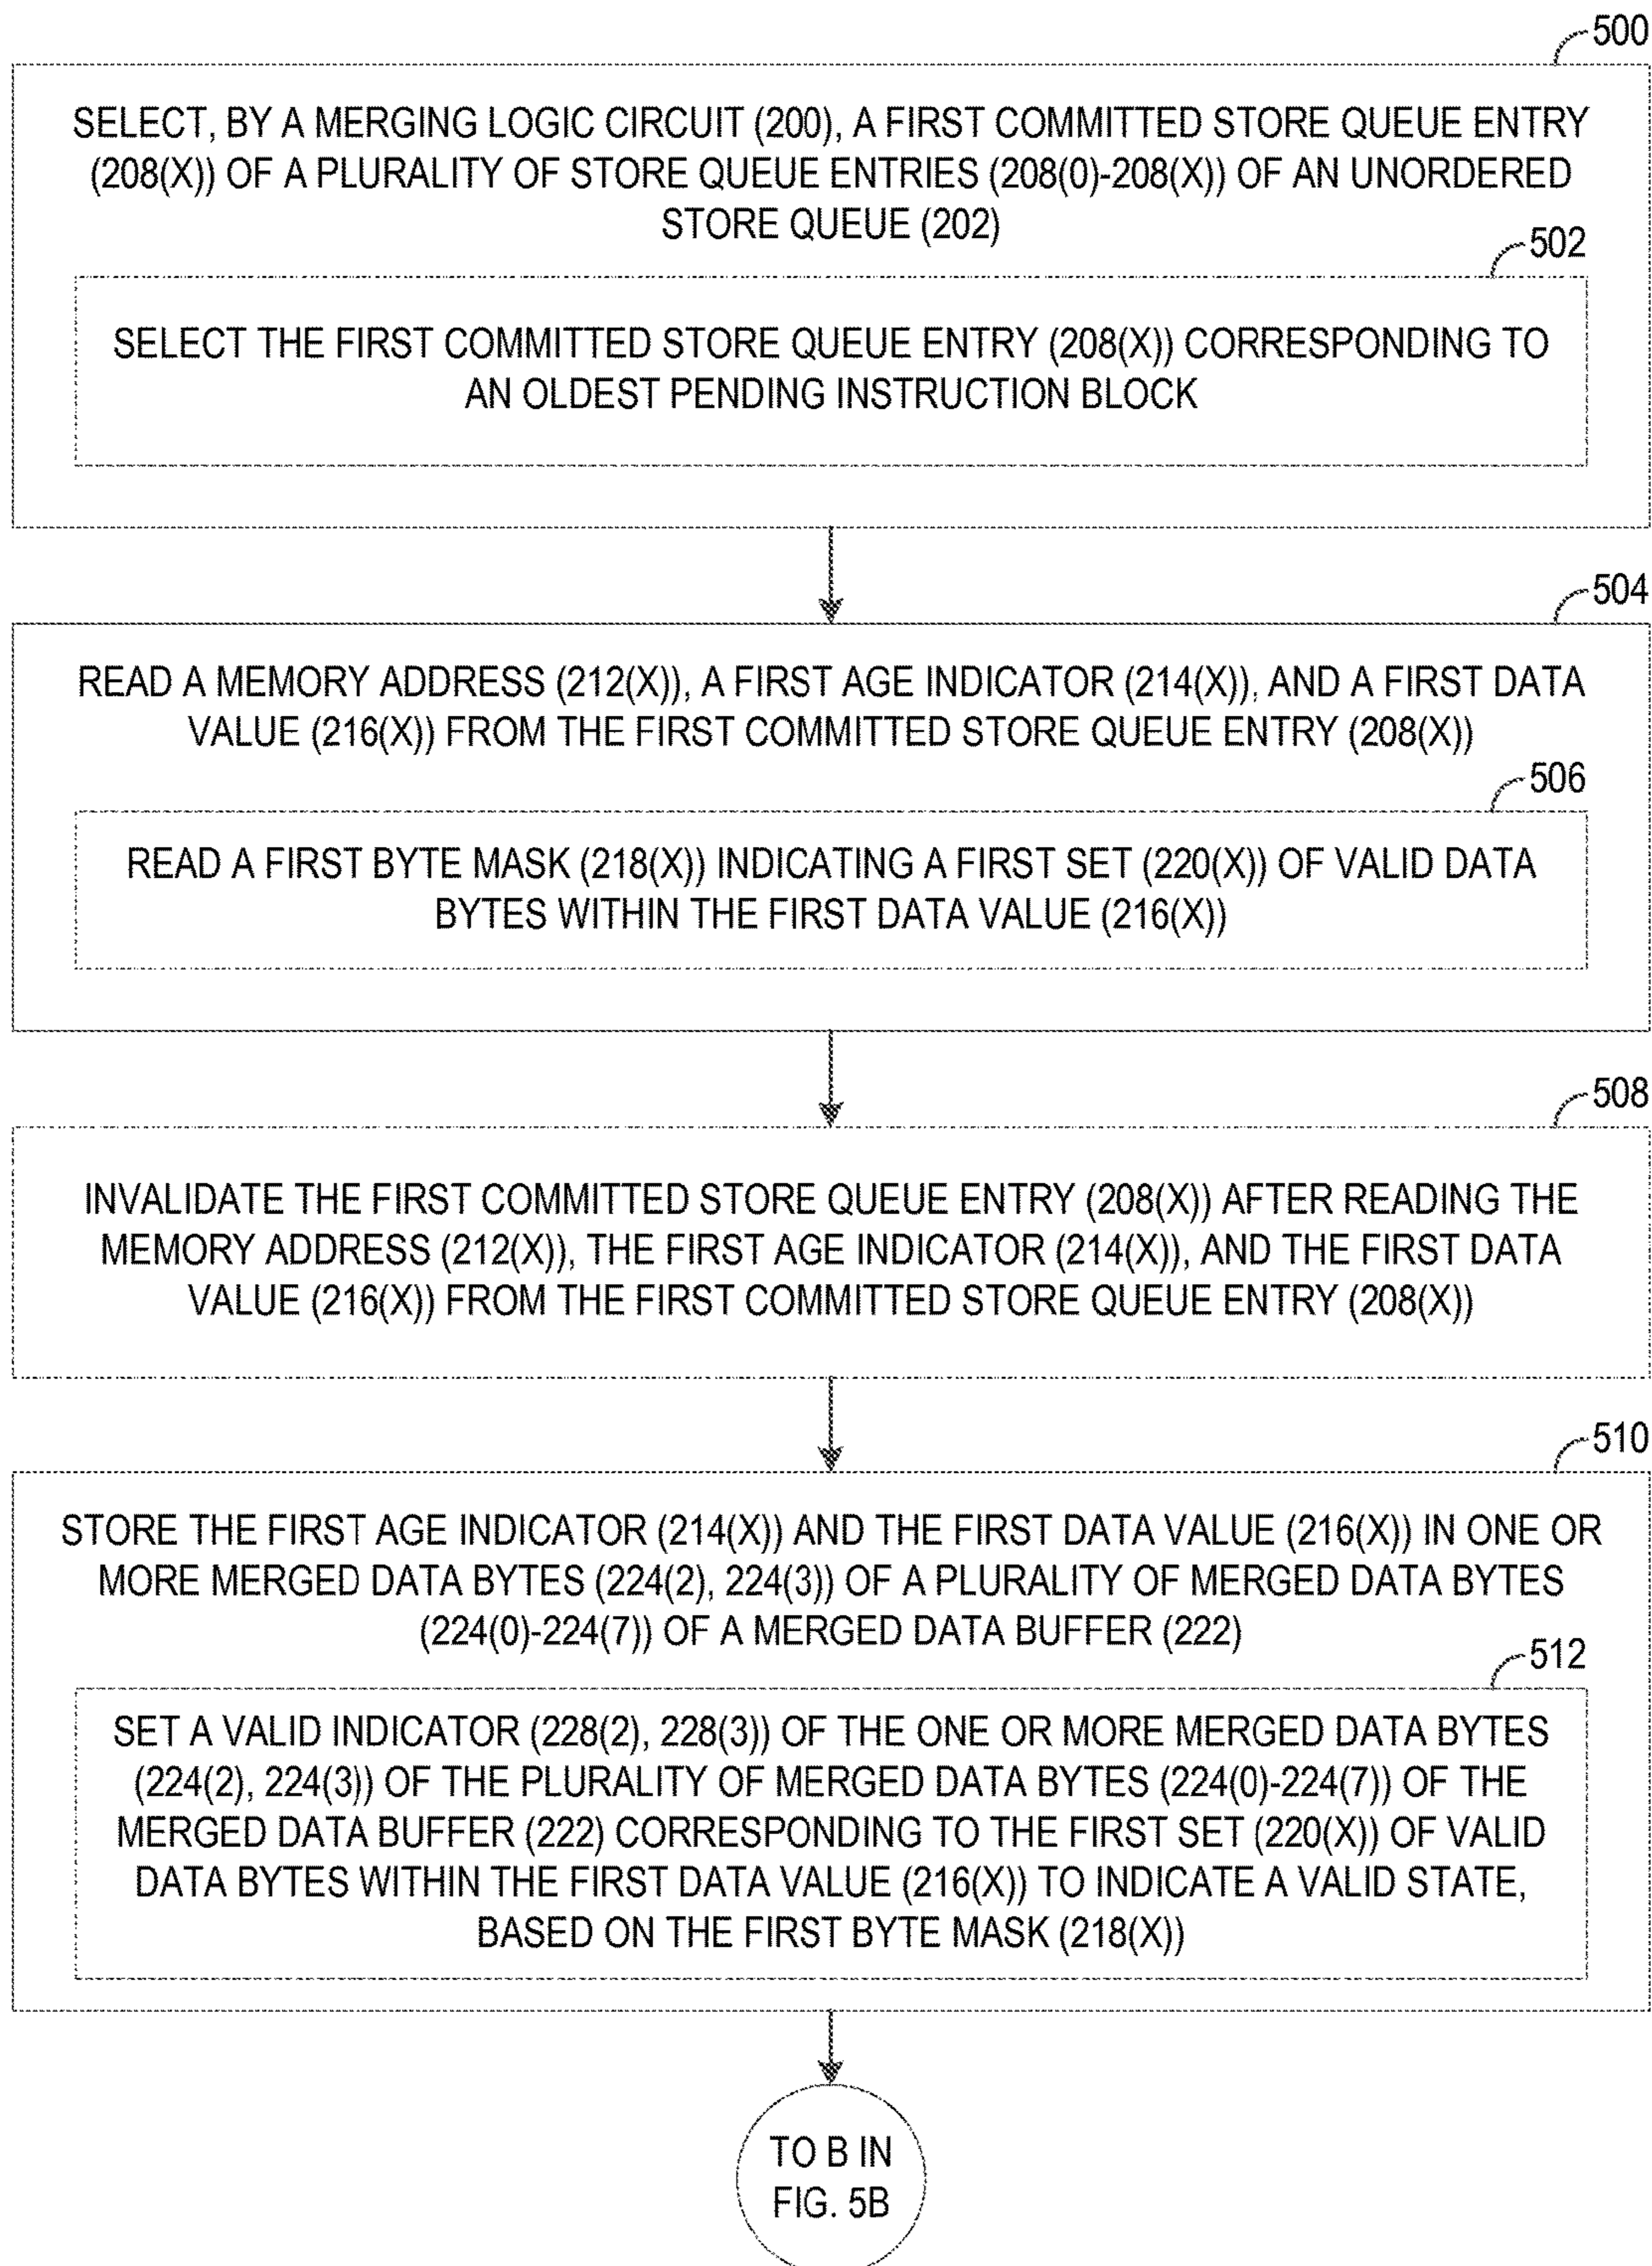 500
SELECT, BY A MERGING LOGIC CIRCUIT (200), A FIRST COMMITTED STORE QUEUE ENTRY
(208(X)) OF A PLURALITY OF STORE QUEUE ENTRIES (208(0)-208(X)) OF AN UNORDERED
STORE QUEUE (202)
502
SELECT THE FIRST COMMITTED STORE QUEUE ENTRY (208(X)) CORRESPONDING TO
AN OLDEST PENDING INSTRUCTION BLOCK
504
READ A MEMORY ADDRESS (212(X)), A FIRST AGE INDICATOR (214(X)), AND A FIRST DATA
VALUE (216(X)) FROM THE FIRST COMMITTED STORE QUEUE ENTRY (208(X))
506
READ A FIRST BYTE MASK (218(X)) INDICATING A FIRST SET (220(X)) OF VALID DATA
BYTES WITHIN THE FIRST DATA VALUE (216(X))
508
INVALIDATE THE FIRST COMMITTED STORE QUEUE ENTRY (208(X)) AFTER READING THE
MEMORY ADDRESS (212(X)), THE FIRST AGE INDICATOR (214(X)), AND THE FIRST DATA
VALUE (216(X)) FROM THE FIRST COMMITTED STORE QUEUE ENTRY (208(X))
510
STORE THE FIRST AGE INDICATOR (214(X)) AND THE FIRST DATA VALUE (216(X)) IN ONE OR
MORE MERGED DATA BYTES (224(2), 224(3)) OF A PLURALITY OF MERGED DATA BYTES
(224(0)-224(7)) OF A MERGED DATA BUFFER (222)
512
SET A VALID INDICATOR (228(2), 228(3)) OF THE ONE OR MORE MERGED DATA BYTES
(224(2), 224(3)) OF THE PLURALITY OF MERGED DATA BYTES (224(0)-224(7)) OF THE
MERGED DATA BUFFER (222) CORRESPONDING TO THE FIRST SET (220(X)) OF VALID
DATA BYTES WITHIN THE FIRST DATA VALUE (216(X)) TO INDICATE A VALID STATE,
BASED ON THE FIRST BYTE MASK (218(X))
TO B IN
FIG. 5B